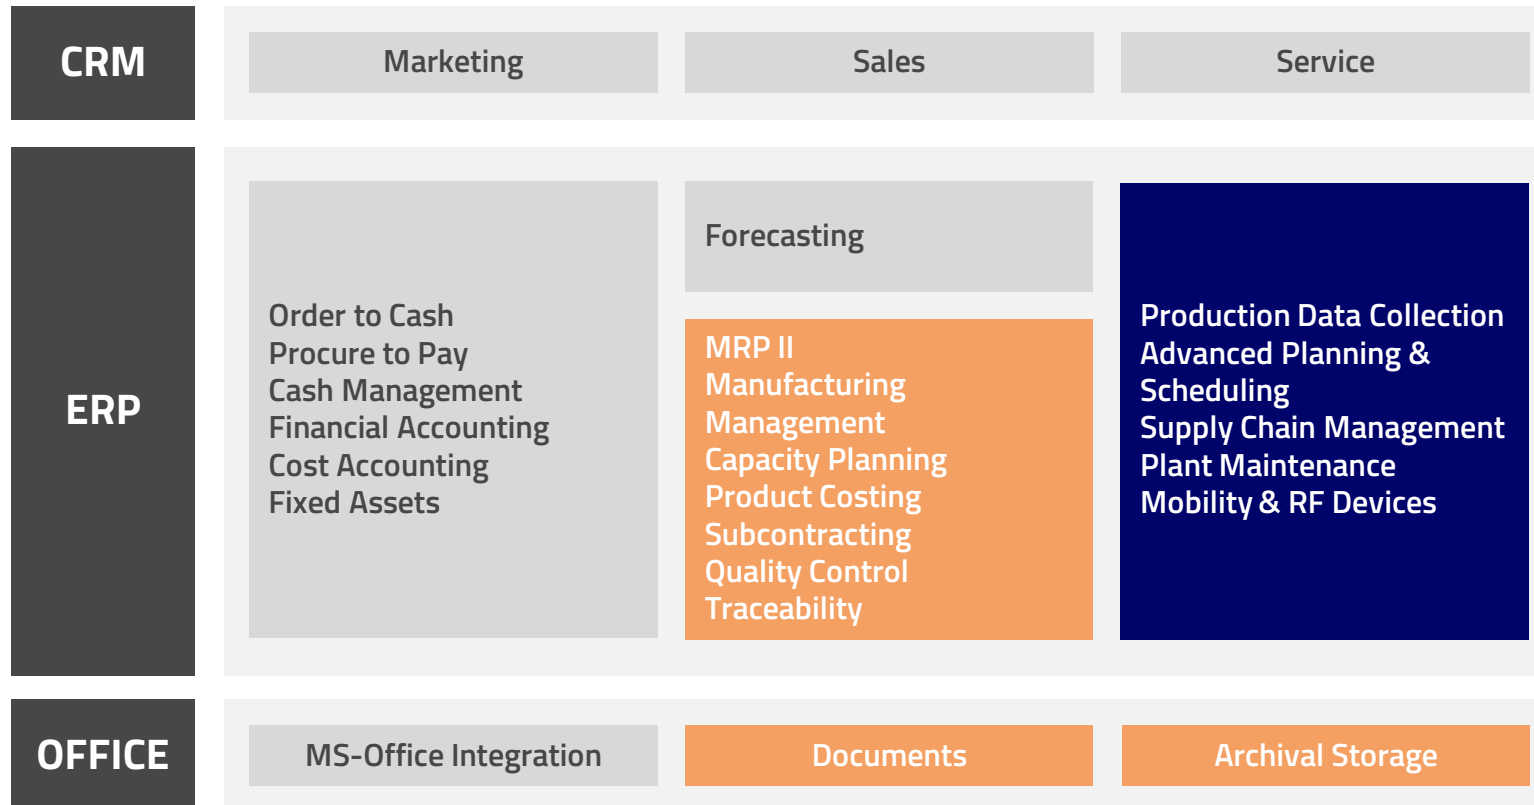 CRM
Marketing
Sales
Service
ERP
Order to Cash
Procure to Pay
Cash Management
Financial Accounting
Cost Accounting
Fixed Assets
Forecasting
MRP II
Manufacturing
Management
Capacity Planning
Product Costing
Subcontracting
Quality Control
Traceability
Production Data Collection
Advanced Planning &
Scheduling
Supply Chain Management
Plant Maintenance
Mobility & RF Devices
OFFICE
MS-Office Integration
Documents
Archival Storage